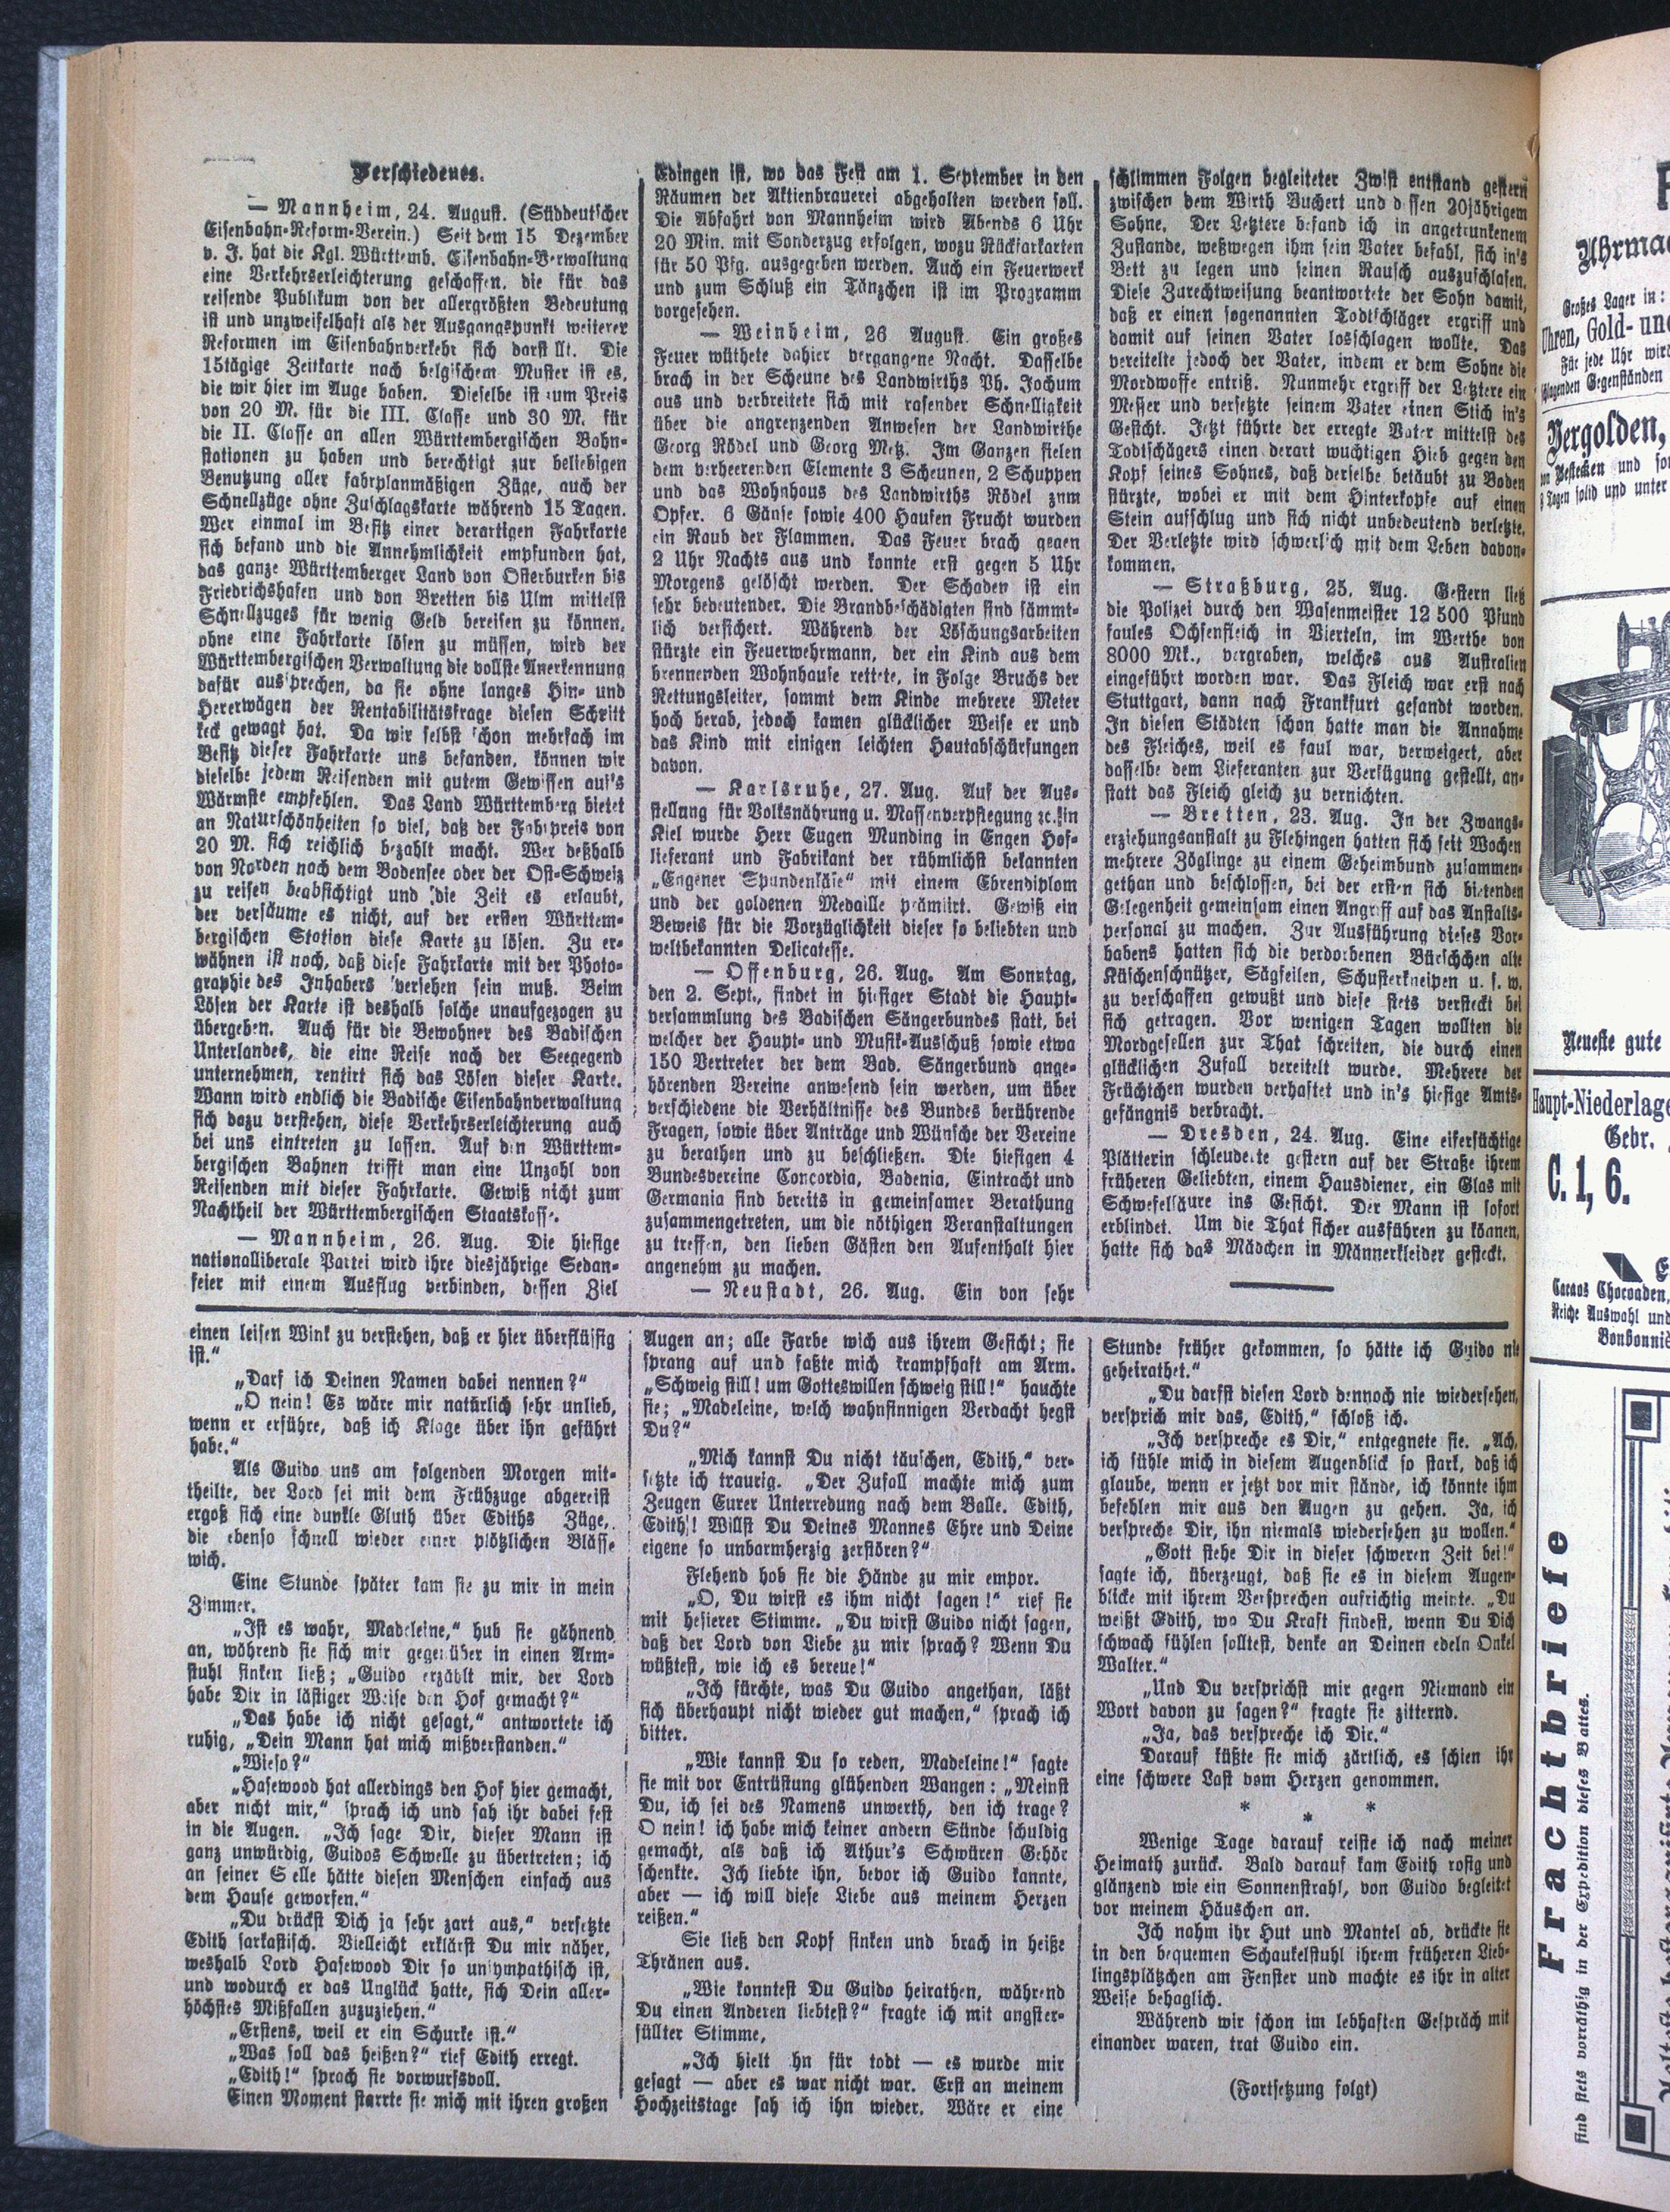 Verschiedenes.
— Mannheim, 24. August. (Süddeutscher
Eisenbahn-Reform-Verein.) Seit dem 15 Dezember
v. J. hat die Kgl. Württemb. Eisenbahn-Verwaltung
eine Verkehrserleichterung geschaffen, die für das
reisende Publikum von der allergrößten Bedeutung
ist und unzweifelhaft als der Ausgangspunkt weiterer
Reformen im Eisenbahnverkehr sich darstellt. Die
15tägige Zeitkarte nach belgischem Muster ist es,
die wir hier im Auge haben. Dieselbe ist zum Preis
von 20 M. für die III. Classe und 30 M. für
die II. Classe an allen Württembergischen Bahn-
stationen zu haben und berechtigt zur beliebigen
Benutzung aller fahrplanmäßigen Züge, auch der
Schnellzüge ohne Zuschlagskarte während 15 Tagen.
Wer einmal im Besitz einer derartigen Fahrkarte
sich befand und die Annehmlichkeit empfunden hat,
das ganze Württemberger Land von Osterburken bis
Friedrichshafen und von Bretten bis Ulm mittelst
Schnellzuges für wenig Geld bereisen zu können,
ohne eine Fahrkarte lösen zu müssen, wird der
Württembergischen Verwaltung die vollste Anerkennung
dafür aussprechen, da sie ohne langes Hin- und
Hererwägen der Rentabilitätsfrage diesen Schritt
keck gewagt hat. Da wir selbst schon mehrfach im
Besitz dieser Fahrkarte uns befanden, können wir
dieselbe jedem Reisenden mit gutem Gewissen auf's
Wärmste empfehlen. Das Land Württemberg bietet
an Naturschönheiten so viel, daß der Fahrpreis von
20 M. sich reichlich bezahlt macht. Wer deßhalb
von Norden nach dem Bodensee oder der Ost-Schweiz
zu reisen beabsichtigt und die Zeit es erlaubt,
der versäume es nicht, auf der ersten Württem-
bergischen Station diese Karte zu lösen. Zu er-
wähnen ist noch, daß diese Fahrkarte mit der Photo-
graphie des Inhabers versehen sein muß. Beim
Lösen der Karte ist deshalb solche unaufgezogen zu
übergeben. Auch für die Bewohner des Badischen
Unterlandes, die eine Reise nach der Seegegend
unternehmen, rentirt sich das Lösen dieser Karte.
Wann wird endlich die Badische Eisenbahnverwaltung
sich dazu verstehen, diese Verkehrserleichterung auch
bei uns eintreten zu lassen. Auf den Württem-
bergischen Bahnen trifft man eine Unzahl von
Reisenden mit dieser Fahrkarte. Gewiß nicht zum
Nachtheil der Württembergischen Staatskasse.
— Mannheim, 26. Aug. Die hiesige
nationalliberale Partei wird ihre diesjährige Sedan-
feier mit einem Ausflug verbinden, dessen Ziel
Edingen ist, wo das Fest am 1. September in den
Räumen der Aktienbrauerei abgehalten werden soll.
Die Abfahrt von Mannheim wird Abends 6 Uhr
20 Min. mit Sonderzug erfolgen, wozu Rückfarkarten
für 50 Pfg. ausgegeben werden. Auch ein Feuerwerk
und zum Schluß ein Tänzchen ist im Programm
vorgesehen.
— Weinheim, 26 August. Ein großes
Feuer wüthete dahier vergangene Nacht. Dasselbe
brach in der Scheune des Landwirths Ph. Jochum
aus und verbreitete sich mit rasender Schnelligkeit
über die angrenzenden Anwesen der Landwirthe
Georg Rödel und Georg Metz. Im Ganzen fielen
dem verheerenden Elemente 3 Scheunen, 2 Schuppen
und das Wohnhaus des Landwirths Rödel zum
Opfer. 6 Gänse sowie 400 Haufen Frucht wurden
ein Raub der Flammen. Das Feuer brach gegen
2 Uhr Nachts aus und konnte erst gegen 5 Uhr
Morgens gelöscht werden. Der Schaden ist ein
sehr bedeutender. Die Brandbeschädigten sind sämmt-
lich versichert. Während der Löschungsarbeiten
stürzte ein Feuerwehrmann, der ein Kind aus dem
brennenden Wohnhause rettete, in Folge Bruchs der
Rettungsleiter, sammt dem Kinde mehrere Meter
hoch herab, jedoch kamen glücklicher Weise er und
das Kind mit einigen leichten Hautabschürfungen
davon.
— Karlsruhe, 27. Aug. Auf der Aus-
stellung für Volksnährung u. Massenverpflegung ꝛc. in
Kiel wurde Herr Eugen Munding in Engen Hof-
lieferant und Fabrikant der rühmlichst bekannten
„Engener Spundenkäse“ mit einem Ehrendiplom
und der goldenen Medaille prämiirt. Gewiß ein
Beweis für die Vorzüglichkeit dieser so beliebten und
weltbekannten Delicatesse.
— Offenburg, 26. Aug. Am Sonntag,
den 2. Sept., findet in hiesiger Stadt die Haupt-
versammlung des Badischen Sängerbundes statt, bei
welcher der Haupt- und Musik-Ausschuß sowie etwa
150 Vertreter der dem Bad. Sängerbund ange-
hörenden Vereine anwesend sein werden, um über
verschiedene die Verhältnisse des Bundes berührende
Fragen, sowie über Anträge und Wünsche der Vereine
zu berathen und zu beschließen. Die hiesigen 4
Bundesvereine Concordia, Badenia, Eintracht und
Germania sind bereits in gemeinsamer Berathung
zusammengetreten, um die nöthigen Veranstaltungen
zu treffen, den lieben Gästen den Aufenthalt hier
angenehm zu machen.
— Neustadt, 26. Aug. Ein von sehr
schlimmen Folgen begleiteter Zwist entstand gestern
zwischen dem Wirth Buchert und dessen 20jährigem
Sohne. Der Letztere befand ich in angetrunkenem
Zustande, weßwegen ihm sein Vater befahl, sich in's
Bett zu legen und seinen Rausch auszuschlafen.
Diese Zurechtweisung beantwortete der Sohn damit,
daß er einen sogenannten Todtschläger ergriff und
damit auf seinen Vater losschlagen wollte. Das
vereitelte jedoch der Vater, indem er dem Sohne die
Mordwaffe entriß. Nunmehr ergriff der Letztere ein
Messer und versetzte seinem Vater einen Stich in's
Gesicht. Jetzt führte der erregte Vater mittelst des
Todtschägers einen derart wuchtigen Hieb gegen den
Kopf seines Sohnes, daß derselbe betäubt zu Boden
stürzte, wobei er mit dem Hinterkopfe auf einen
Stein aufschlug und sich nicht unbedeutend verletzte.
Der Verletzte wird schwerlich mit dem Leben davon-
kommen.
— Straßburg, 25. Aug. Gestern ließ
die Polizei durch den Wasenmeister 12 500 Pfund
faules Ochsenfleich in Vierteln, im Werthe von
8000 Mk., vergraben, welches aus Australien
eingeführt worden war. Das Fleich war erst nach
Stuttgart, dann nach Frankfurt gesandt worden.
In diesen Städten schon hatte man die Annahme
des Fleiches, weil es faul war, verweigert, aber
dasselbe dem Lieferanten zur Verfügung gestellt, an-
statt das Fleich gleich zu vernichten.
— Bretten, 23. Aug. In der Zwangs-
erziehungsanstalt zu Flehingen hatten sich seit Wochen
mehrere Zöglinge zu einem Geheimbund zusammen-
gethan und beschlossen, bei der ersten sich bietenden
Gelegenheit gemeinsam einen Angriff auf das Anstalts-
personal zu machen. Zur Ausführung dieses Vor-
habens hatten sich die verdorbenen Bürschchen alte
Käschenschnützer, Sägfeilen, Schusterkneipen u. s. w.
zu verschaffen gewußt und diese stets versteckt bei
sich getragen. Vor wenigen Tagen wollten die
Mordgesellen zur That schreiten, die durch einen
glücklichen Zufall vereitelt wurde. Mehrere der
Früchtchen wurden verhaftet und in's hiesige Amts-
gefängnis verbracht.
— Dresden, 24. Aug. Eine eifersüchtige
Plätterin schleuderte gestern auf der Straße ihrem
früheren Geliebten, einem Hausdiener, ein Glas mit
Schwefelsäure ins Gesicht. Der Mann ist sofort
erblindet. Um die That sicher ausführen zu können,
hatte sich das Mädchen in Männerkleider gesteckt.
einen leisen Wink zu verstehen, daß er hier überflüssig
ist.“
„Darf ich Deinen Namen dabei nennen?“
„O nein! Es wäre mir natürlich sehr unlieb,
wenn er erführe, daß ich Klage über ihn geführt
habe.“
Als Guido uns am folgenden Morgen mit-
theilte, der Lord sei mit dem Frühzuge abgereist
ergoß sich eine dunkle Gluth über Ediths Züge,
die ebenso schnell wieder einer plötzlichen Blässe
wich.
Eine Stunde später kam sie zu mir in mein
Zimmer.
„Ist es wahr, Madeleine,“ hub sie gähnend
an, während sie sich mir gegenüber in einen Arm-
stuhl sinken ließ; „Guido erzählt mir, der Lord
habe Dir in lästiger Weise den Hof gemacht?“
„Das habe ich nicht gesagt,“ antwortete ich
ruhig, „Dein Mann hat mich mißverstanden.“
„Wieso?“
„Hasewood hat allerdings den Hof hier gemacht,
aber nicht mir,“ sprach ich und sah ihr dabei fest
in die Augen. „Ich sage Dir, dieser Mann ist
ganz unwürdig, Guidos Schwelle zu übertreten; ich
an seiner Stelle hätte diesen Menschen einfach aus
dem Hause geworfen.“
„Du drückst Dich ja sehr zart aus,“ versetzte
Edith sarkastisch. Vielleicht erklärst Du mir näher,
weshalb Lord Hasewood Dir so unsympathisch ist,
und wodurch er das Unglück hatte, sich Dein aller-
höchstes Mißfallen zuzuziehen.“
„Erstens, weil er ein Schurke ist.“
„Was soll das heißen?“ rief Edith erregt.
„Edith!“ sprach sie vorwurfsvoll.
Einen Moment starrte sie mich mit ihren großen
Augen an; alle Farbe wich aus ihrem Gesicht; sie
sprang auf und faßte mich krampfhaft am Arm.
„Schweig still! um Gotteswillen schweig still!“ hauchte
sie; „Madeleine, welch wahnsinnigen Verdacht hegst
Du?“
„Mich kannst Du nicht täuschen, Edith,“ ver-
setzte ich traurig. „Der Zufall machte mich zum
Zeugen Eurer Unterredung nach dem Balle. Edith,
Edith! Willst Du Deines Mannes Ehre und Deine
eigene so unbarmherzig zerstören?“
Flehend hob sie die Hände zu mir empor.
„O, Du wirst es ihm nicht sagen!“ rief sie
mit heiserer Stimme. „Du wirst Guido nicht sagen,
daß der Lord von Liebe zu mir sprach? Wenn Du
wüßtest, wie ich es bereue!“
„Ich fürchte, was Du Guido angethan, läßt
sich überhaupt nicht wieder gut machen,“ sprach ich
bitter.
„Wie kannst Du so reden, Madeleine!“ sagte
sie mit vor Entrüstung glühenden Wangen: „Meinst
Du, ich sei des Namens unwerth, den ich trage?
O nein! ich habe mich keiner andern Sünde schuldig
gemacht, als daß ich Athur's Schwüren Gehör
schenkte. Ich liebte ihn, bevor ich Guido kannte,
aber — ich will diese Liebe aus meinem Herzen
reißen.“
Sie ließ den Kopf sinken und brach in heiße
Thränen aus.
„Wie konntest Du Guido heirathen, während
Du einen Anderen liebtest?“ fragte ich mit angster-
füllter Stimme,
„Ich hielt hn für todt — es wurde mir
gesagt — aber es war nicht war. Erst an meinem
Hochzeitstage sah ich ihn wieder. Wäre er eine
Stunde früher gekommen, so hätte ich Guido nie
geheirathet.“
„Du darfst diesen Lord dennoch nie wiedersehen,
versprich mir das, Edith,“ schloß ich.
„Ich verspreche es Dir,“ entgegnete sie. „Ach,
ich fühle mich in diesem Augenblick so stark, daß ich
glaube, wenn er jetzt vor mir stände, ich könnte ihm
befehlen mir aus den Augen zu gehen. Ja, ich
verspreche Dir, ihn niemals wiedersehen zu wollen.“
„Gott stehe Dir in dieser schweren Zeit bei!“
sagte ich, überzeugt, daß sie es in diesem Augen-
blicke mit ihrem Versprechen aufrichtig meinte. „Du
weißt Edith, wo Du Kraft findest, wenn Du Dich
schwach fühlen solltest, denke an Deinen edeln Onkel
Walter.“
„Und Du versprichst mir gegen Niemand ein
Wort davon zu sagen?“ fragte sie zitternd.
„Ja, das verspreche ich Dir.“
Darauf küßte sie mich zärtlich, es schien ihr
eine schwere Last vom Herzen genommen.
* * *
Wenige Tage darauf reiste ich nach meiner
Heimath zurück. Bald darauf kam Edith rosig und
glänzend wie ein Sonnenstrahl, von Guido begleitet
vor meinem Häuschen an.
Ich nahm ihr Hut und Mantel ab, drückte sie
in den bequemen Schaukelstuhl ihrem früheren Lieb-
lingsplätzchen am Fenster und machte es ihr in alter
Weise behaglich.
Während wir schon im lebhaften Gespräch mit
einander waren, trat Guido ein.
(Fortsetzung folgt)
Großes Lager in:
Uhren, Gold- und
Für jede Uhr wird
Vergolden,
Tagen solid und unter
Neueste gute
Haupt-Niederlage
Gebr.
C. 1, 6.
Reiche Auswahl und
Frachtbriefe
sind stets vorräthig in der Expedition dieses Blattes.